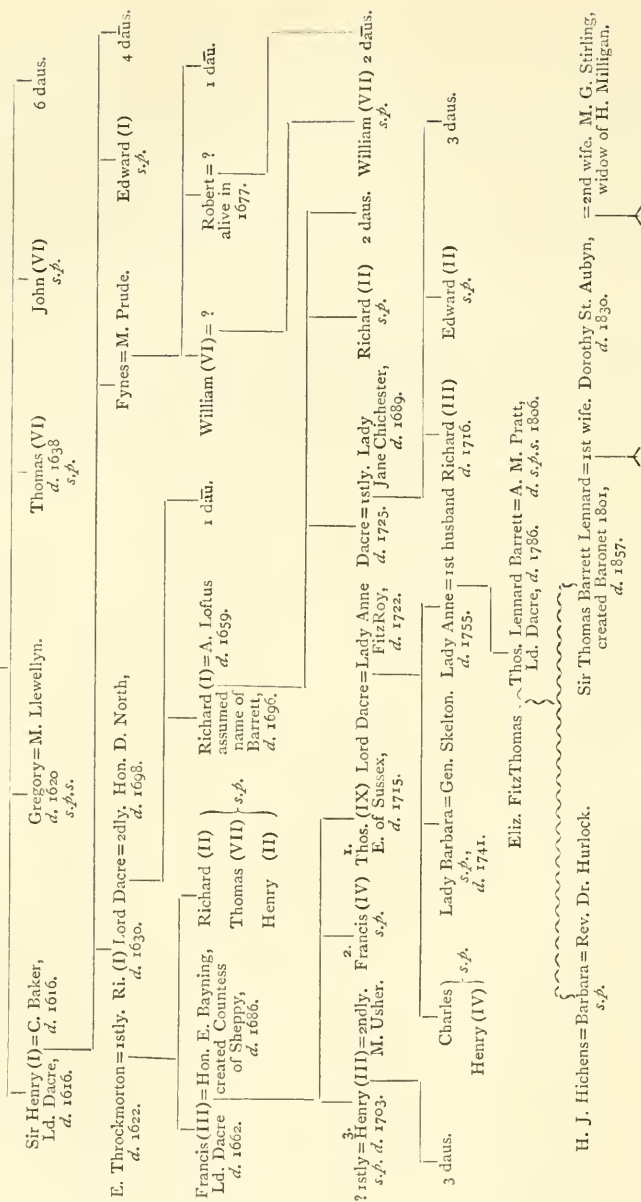 Sir Henry (I) = C. Baker,
Ld. Dacre, d. 1616.
d. 1616.
Gregory = M. Llewellyn.
d. 1620
s.p.s.
Thomas (VI)
d. 1638
s.p.
John (VI)
s.p.
6 daus.
E. Throckmorton = 1stly. Ri. (I) Lord Dacre = 2dly. Hon. D. North,
d. 1622.
d. 1630.
d. 1698.
Fynes = M. Prude.
Edward (I)
s.p.
4 daus.
Francis (III) = Hon. E. Bayning,
Ld. Dacre created Countess
d. 1662. of Sheppy,
d. 1686.
Richard (II)
Thomas (VII) } s.p.
Henry (II)
Richard (I) = A. Loftus
assumed d. 1659.
name of
Barrett,
d. 1696.
1 dau.
William (VI) = ?
Robert = ?
alive in
1677.
1 dau.
? 1stly = Henry (III) = 2ndly.
3.
s.p. d. 1703. M. Usher.
2.
Francis (IV)
s.p.
1.
Thos. (IX) Lord Dacre = Lady Anne
E. of Sussex, FitzRoy,
d. 1715. d. 1722.
Dacre = 1stly. Lady
d. 1725. Jane Chichester,
d. 1689.
Richard (II)
s.p.
2 daus.
William (VII)
s.p.
2 daus.
3 daus.
Charles } s.p.
Henry (IV)
Lady Barbara = Gen. Skelton.
s.p.,
d. 1741.
Lady Anne = 1st husband Richard (III)
d. 1755. d. 1716.
Edward (II)
s.p.
3 daus.
Eliz. FitzThomas
Thos. Lennard Barrett = A. M. Pratt,
Ld. Dacre, d. 1786. d. s.p.s. 1806.
H. J. Hichens = Barbara = Rev. Dr. Hurlock.
s.p.
Sir Thomas Barrett Lennard = 1st wife. Dorothy St. Aubyn,
created Baronet 1801, d. 1830.
d. 1857.
= 2nd wife. M. G. Stirling,
widow of H. Milligan.